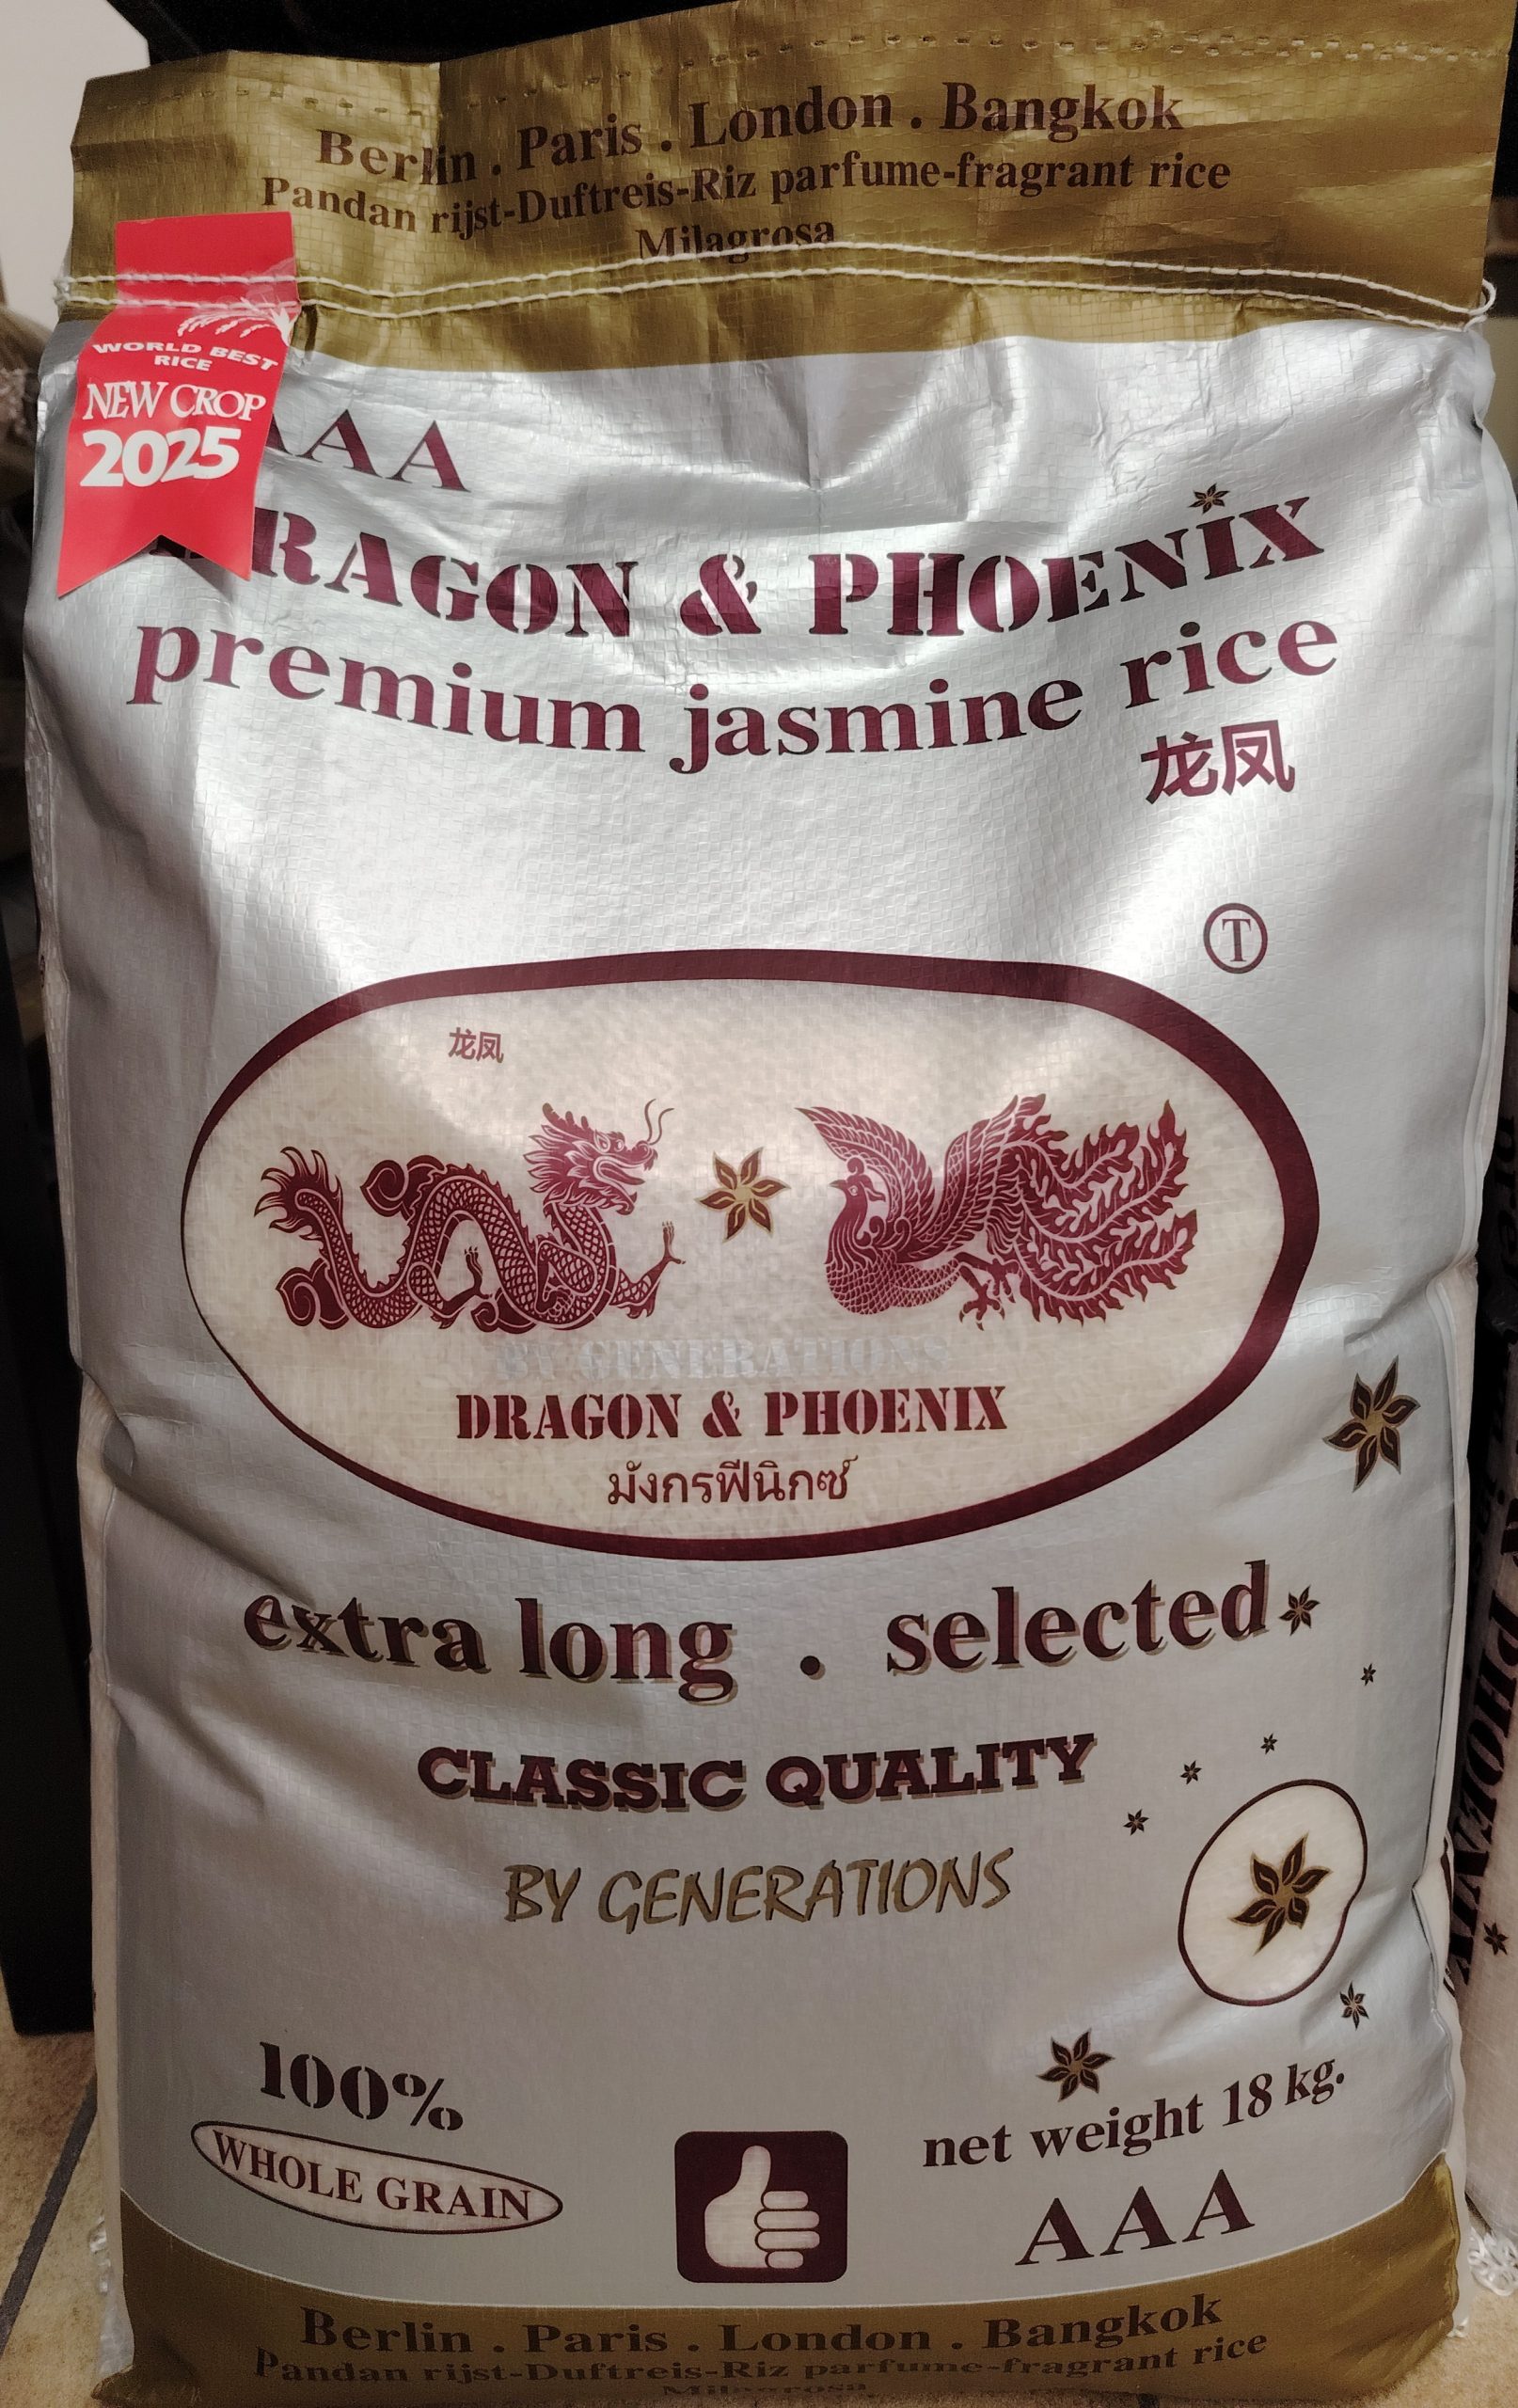 Berlin . Paris . London . Bangkok
Pandan rijst-Duftreis-Riz parfume-fragrant rice
Milagrosa
WORLD BEST
RICE
NEW CROP
2025
AAA
DRAGON & PHOENIX
premium jasmine rice
龙凤
T
龙凤
BY GENERATIONS
DRAGON & PHOENIX
มังกรฟีนิกซ์
extra long . selected
CLASSIC QUALITY
BY GENERATIONS
100%
WHOLE GRAIN
net weight 18 kg.
AAA
Berlin . Paris . London . Bangkok
Pandan rijst-Duftreis-Riz parfume-fragrant rice
Milagrosa
PHOENIX